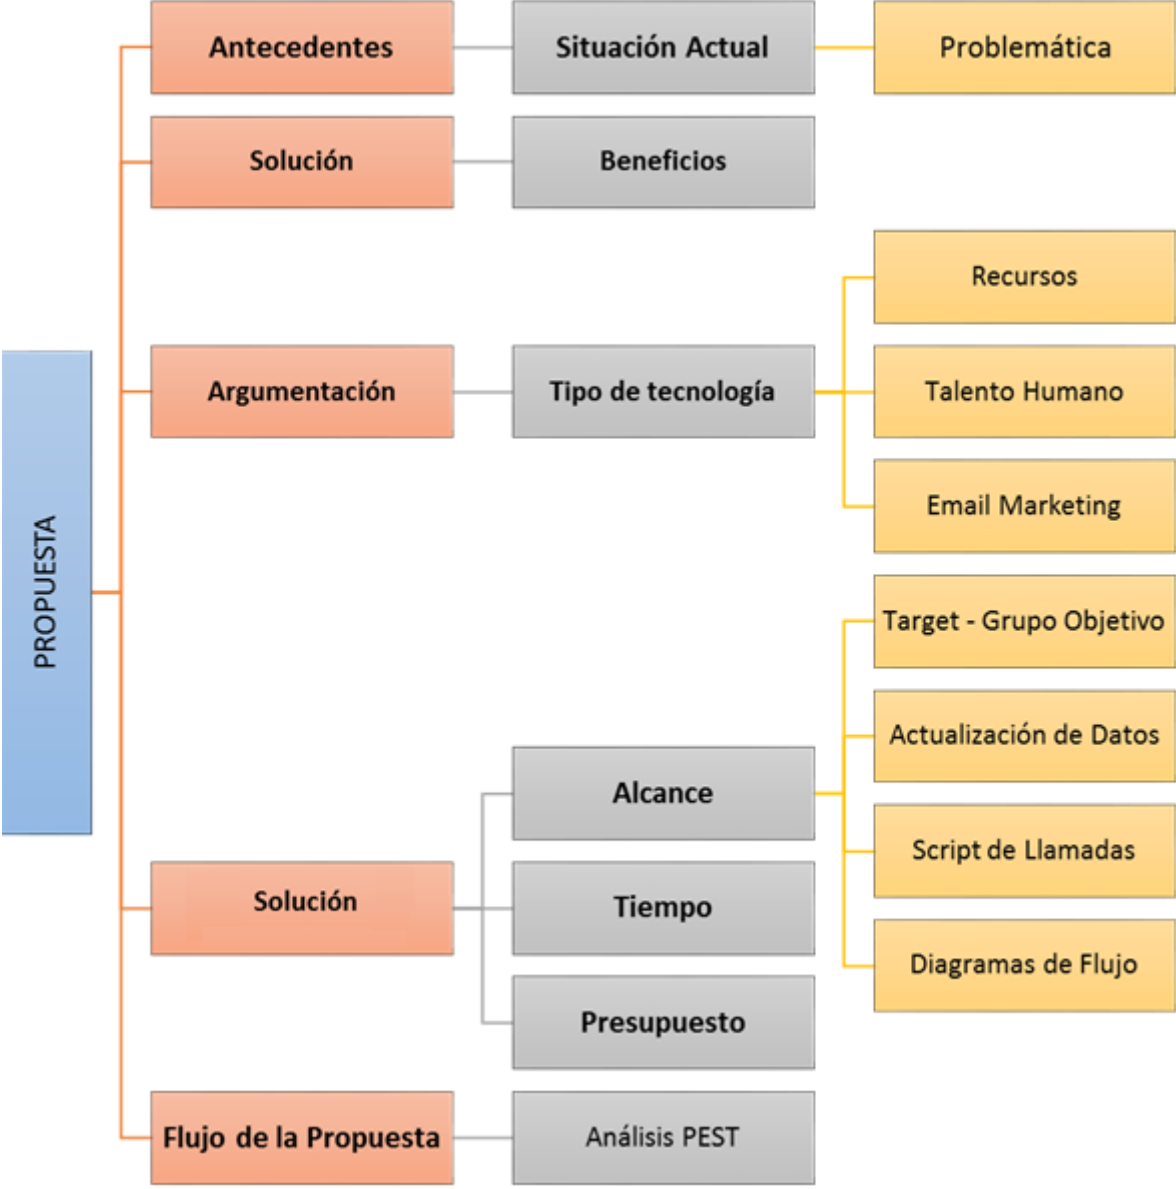 PROPUESTA
Antecedentes
Situación Actual
Problemática
Solución
Beneficios
Argumentación
Tipo de tecnología
Recursos
Talento Humano
Email Marketing
Solución
Alcance
Target - Grupo Objetivo
Actualización de Datos
Script de Llamadas
Diagramas de Flujo
Tiempo
Presupuesto
Flujo de la Propuesta
Análisis PEST